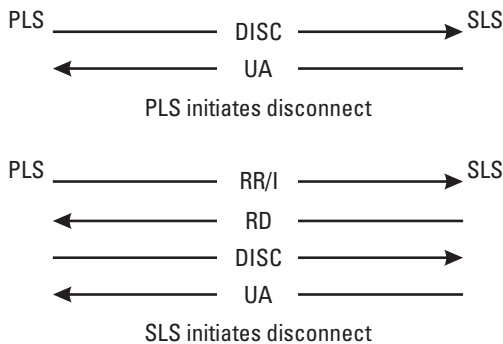 PLS DISC SLS
UA
PLS initiates disconnect
PLS RR/I SLS
RD
DISC
UA
SLS initiates disconnect